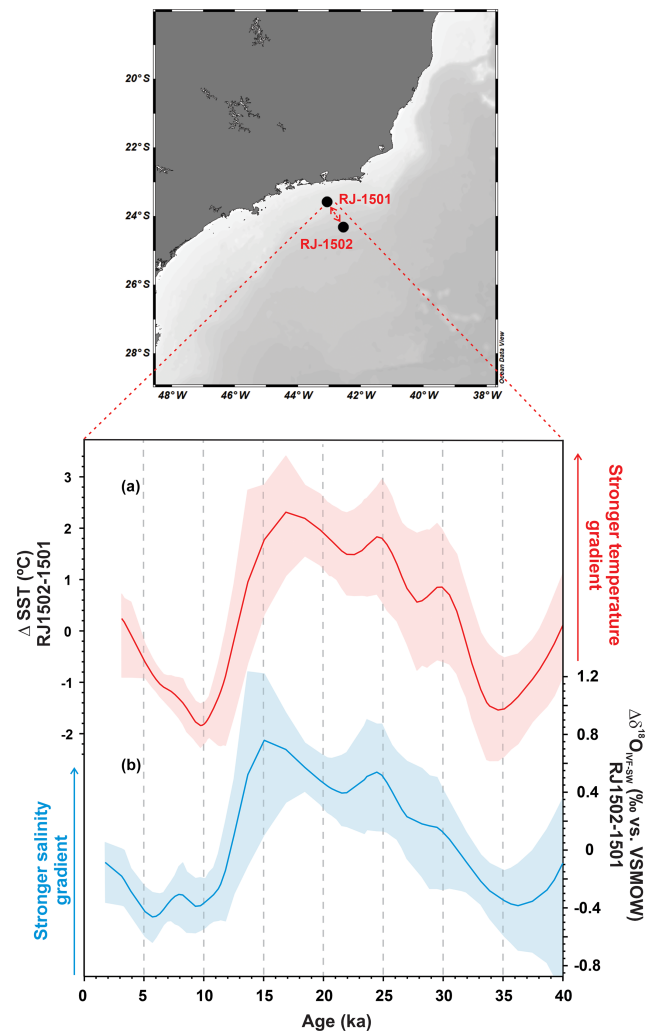 20° S
22° S
24° S
26° S
28° S
RJ-1501
RJ-1502
48° W
46° W
44° W
42° W
40° W
38° W
Ocean Data View
(a)
3
2
1
0
-1
-2
Δ SST (ºC)
RJ1502-1501
Stronger temperature
gradient
(b)
1.2
0.8
0.4
0
-0.4
-0.8
Δδ¹⁸O IVF-SW (‰ vs. VSMOW)
RJ1502-1501
Stronger salinity
gradient
0 5 10 15 20 25 30 35 40
Age (ka)